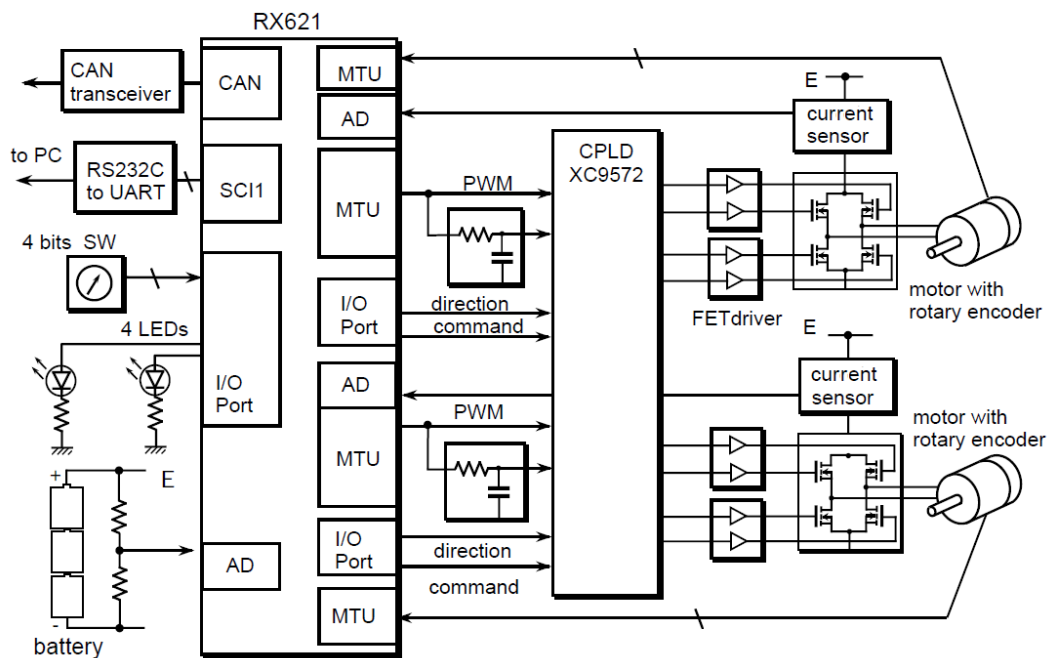 RX621
CAN
transceiver
CAN
MTU
AD
E
current
sensor
to PC
RS232C
to UART
SCI1
MTU
PWM
CPLD
XC9572
4 bits SW
I/O
Port
direction
command
FETdriver
motor with
rotary encoder
4 LEDs
I/O
Port
AD
E
current
sensor
PWM
MTU
motor with
rotary encoder
+
E
-
battery
AD
I/O
Port
direction
command
MTU